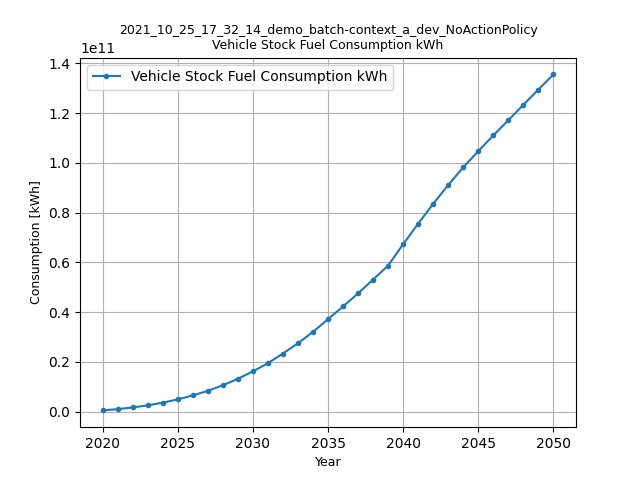 2021_10_25_17_32_14_demo_batch-context_a_dev_NoActionPolicy
Vehicle Stock Fuel Consumption kWh
1e11
Vehicle Stock Fuel Consumption kWh
1.4
1.2
1.0
0.8
0.6
0.4
0.2
0.0
Consumption [kWh]
2020 2025 2030 2035 2040 2045 2050
Year